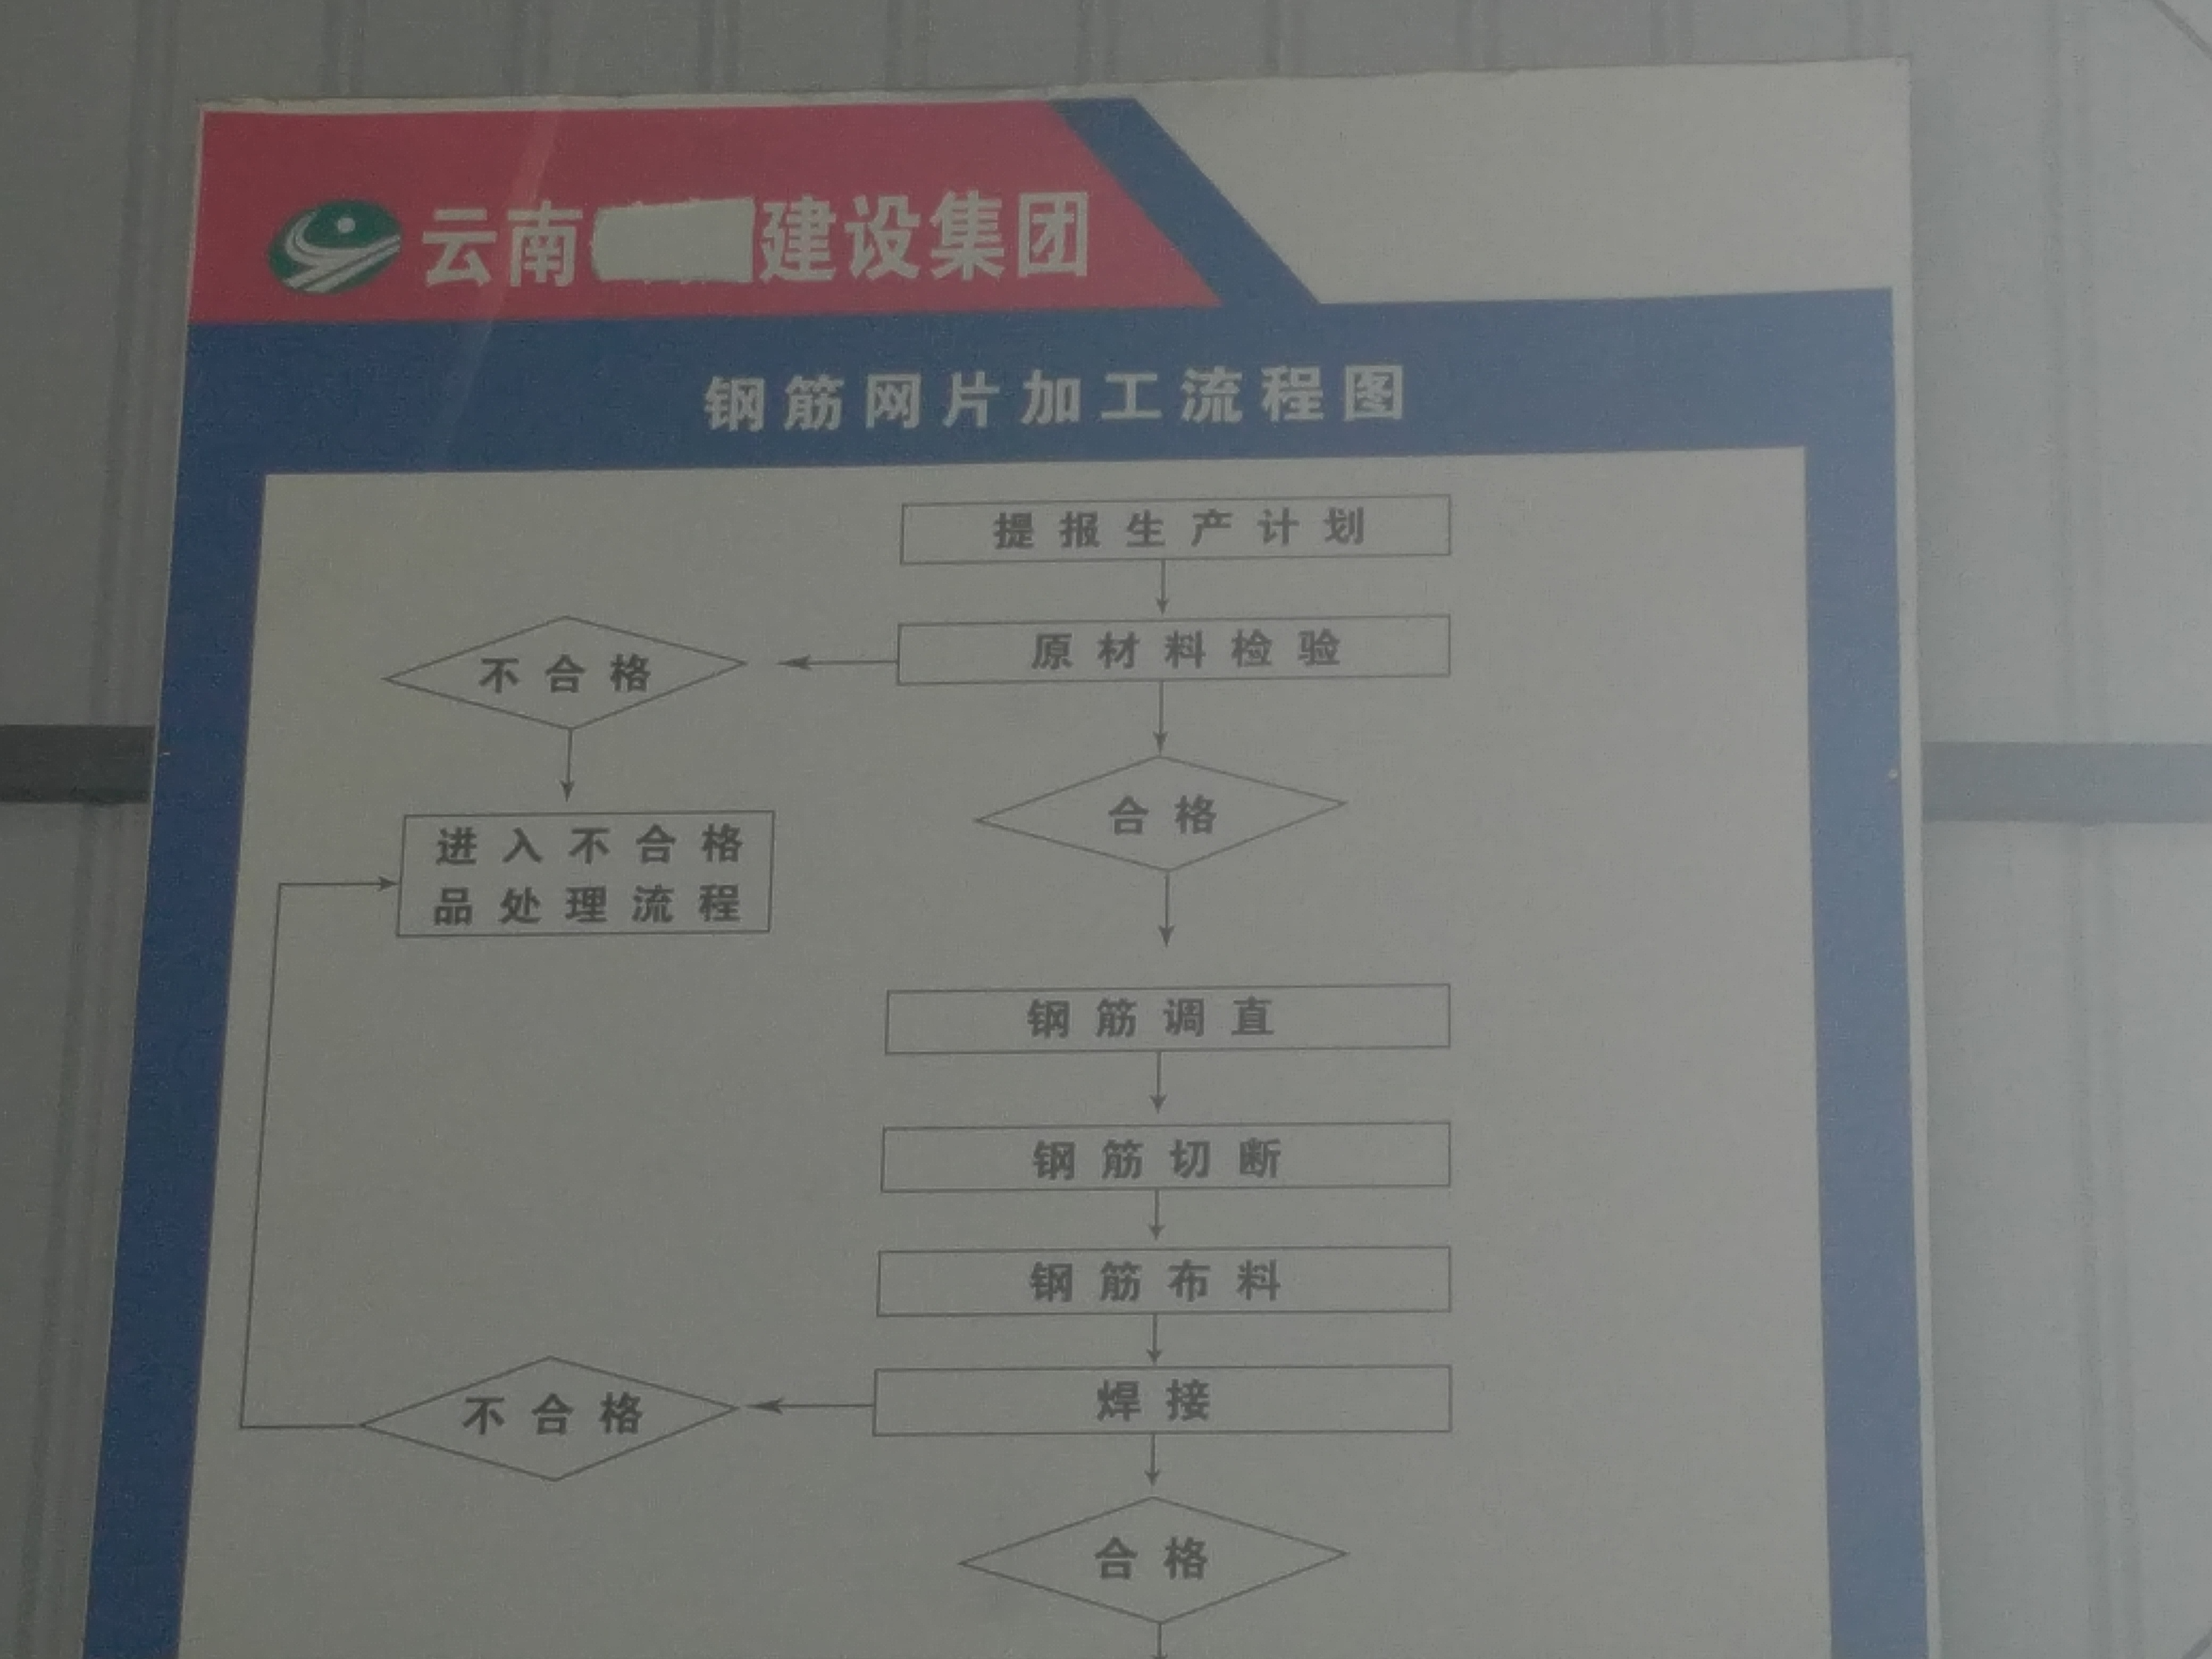 云南 建设集团
钢筋网片加工流程图
提报生产计划
原材料检验
不合格
合格
进入不合格
品处理流程
钢筋调直
钢筋切断
钢筋布料
焊接
不合格
合格